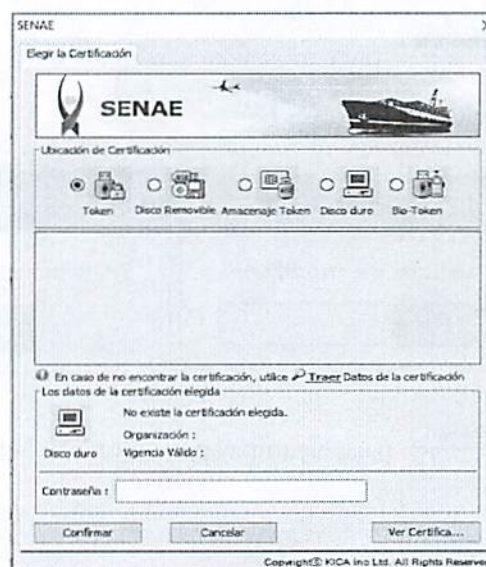 SENAE
Elegir la Certificación
SENAE
Ubicación de Certificación
Token Disco Removible Amacenaje Token Disco duro Bio-Token
En caso de no encontrar la certificación, utilice Traer Datos de la certificación
Los datos de la certificación elegida
No existe la certificación elegida.
Organización :
Disco duro Vigencia Válido :
Contraseña :
Confirmar Cancelar Ver Certifica...
Copyright© KICA inc Ltd. All Rights Reserve